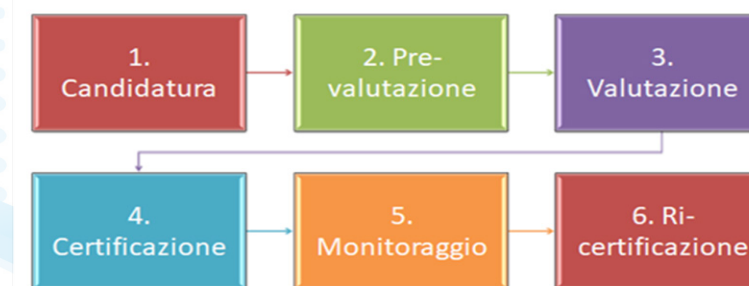 1.
Candidatura
2. Pre-
valutazione
3.
Valutazione
4.
Certificazione
5.
Monitoraggio
6. Ri-
certificazione